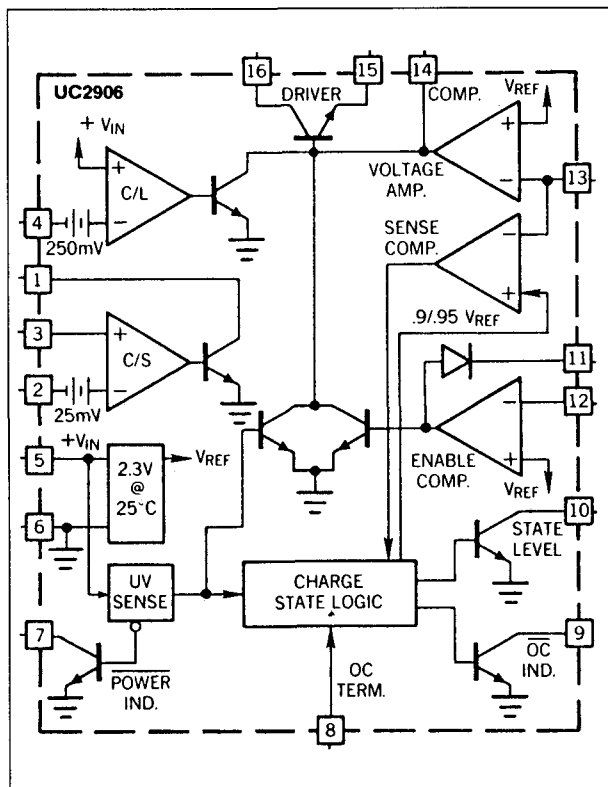 16
15
14
UC2906
DRIVER
COMP.
VREF
+ VIN
+
+
C/L
VOLTAGE
AMP.
−
−
13
4
250mV
SENSE
COMP.
−
1
+
3
+
.9/.95 VREF
C/S
11
2
−
25mV
12
−
+VIN
5
VREF
ENABLE
COMP.
+
VREF
2.3V
@
25°C
10
6
STATE
LEVEL
UV
SENSE
CHARGE
STATE LOGIC
7
9
POWER
IND.
OC
TERM.
OC
IND.
8